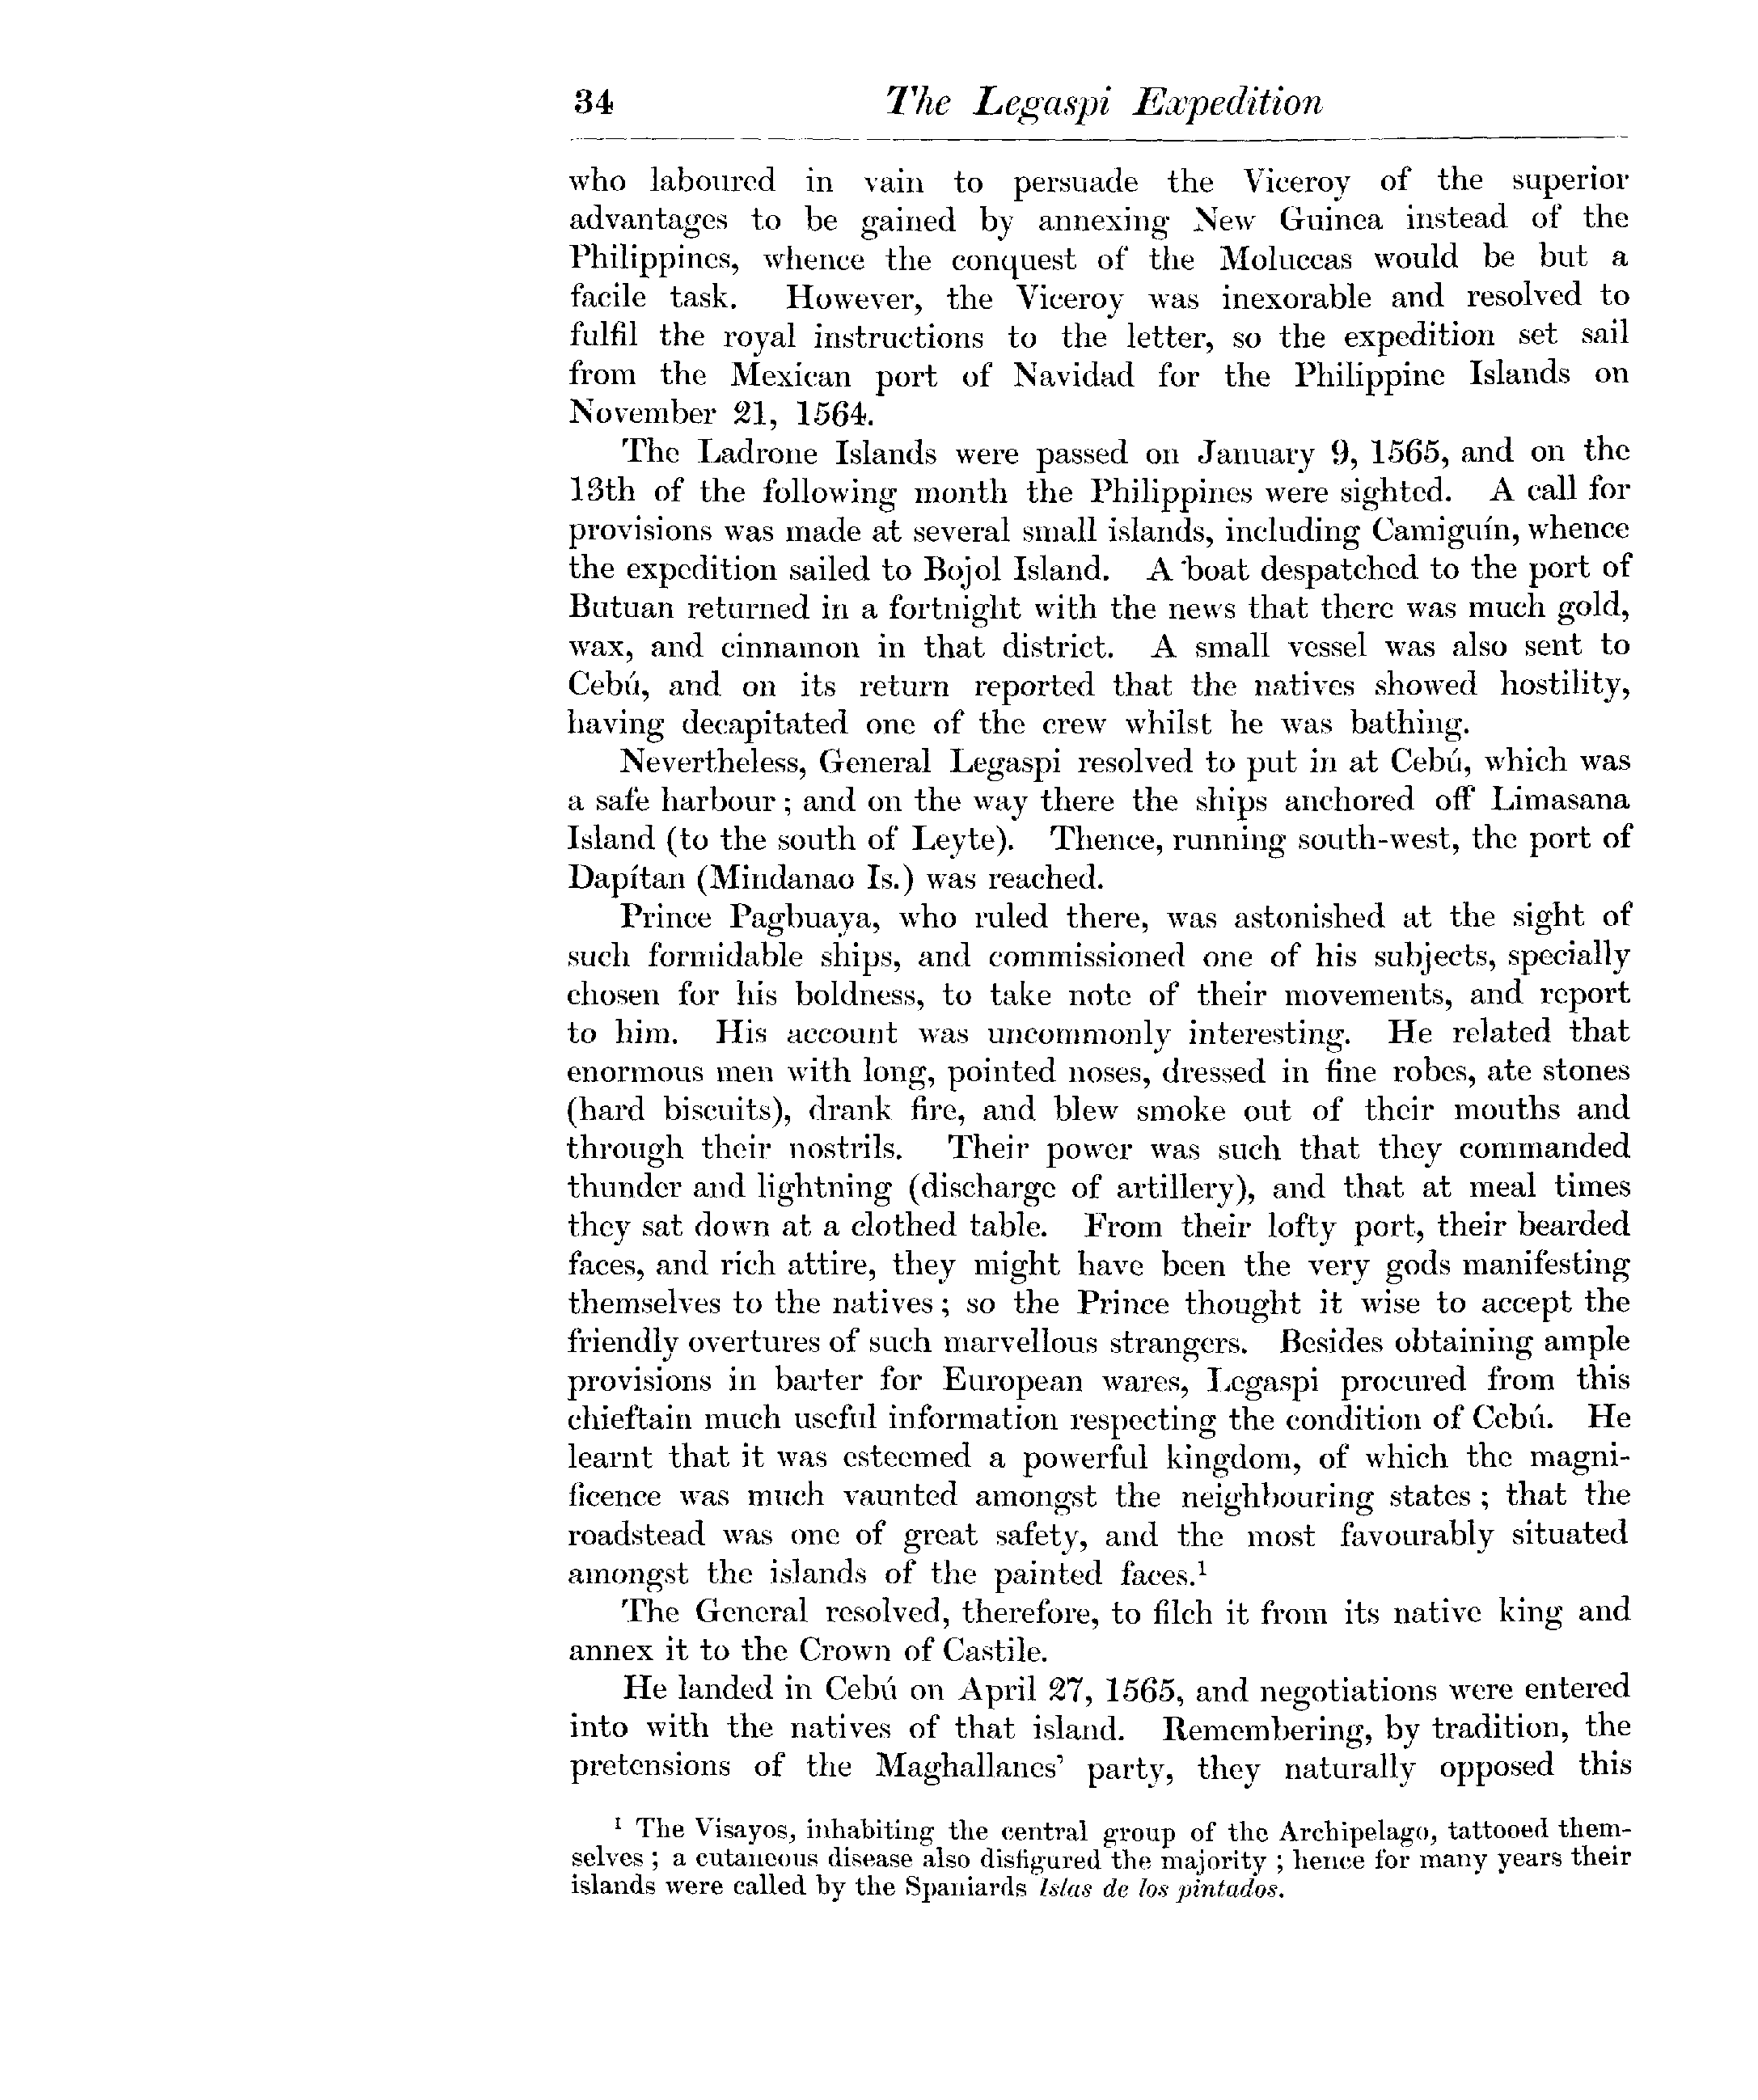 34 The Legaspi Expedition
who laboured in vain to persuade the Viceroy of the superior
advantages to be gained by annexing New Guinea instead of the
Philippines, whence the conquest of the Moluccas would be but a
facile task. However, the Viceroy was inexorable and resolved to
fulfil the royal instructions to the letter, so the expedition set sail
from the Mexican port of Navidad for the Philippine Islands on
November 21, 1564.
The Ladrone Islands were passed on January 9, 1565, and on the
13th of the following month the Philippines were sighted. A call for
provisions was made at several small islands, including Camiguín, whence
the expedition sailed to Bojol Island. A boat despatched to the port of
Butuan returned in a fortnight with the news that there was much gold,
wax, and cinnamon in that district. A small vessel was also sent to
Cebú, and on its return reported that the natives showed hostility,
having decapitated one of the crew whilst he was bathing.
Nevertheless, General Legaspi resolved to put in at Cebú, which was
a safe harbour ; and on the way there the ships anchored off Limasana
Island (to the south of Leyte). Thence, running south-west, the port of
Dapítan (Mindanao Is.) was reached.
Prince Pagbuaya, who ruled there, was astonished at the sight of
such formidable ships, and commissioned one of his subjects, specially
chosen for his boldness, to take note of their movements, and report
to him. His account was uncommonly interesting. He related that
enormous men with long, pointed noses, dressed in fine robes, ate stones
(hard biscuits), drank fire, and blew smoke out of their mouths and
through their nostrils. Their power was such that they commanded
thunder and lightning (discharge of artillery), and that at meal times
they sat down at a clothed table. From their lofty port, their bearded
faces, and rich attire, they might have been the very gods manifesting
themselves to the natives ; so the Prince thought it wise to accept the
friendly overtures of such marvellous strangers. Besides obtaining ample
provisions in barter for European wares, Legaspi procured from this
chieftain much useful information respecting the condition of Cebú. He
learnt that it was esteemed a powerful kingdom, of which the magni-
ficence was much vaunted amongst the neighbouring states ; that the
roadstead was one of great safety, and the most favourably situated
amongst the islands of the painted faces.¹
The General resolved, therefore, to filch it from its native king and
annex it to the Crown of Castile.
He landed in Cebú on April 27, 1565, and negotiations were entered
into with the natives of that island. Remembering, by tradition, the
pretensions of the Maghallanes' party, they naturally opposed this
¹ The Visayos, inhabiting the central group of the Archipelago, tattooed them-
selves ; a cutaneous disease also disfigured the majority ; hence for many years their
islands were called by the Spaniards Islas de los pintados.